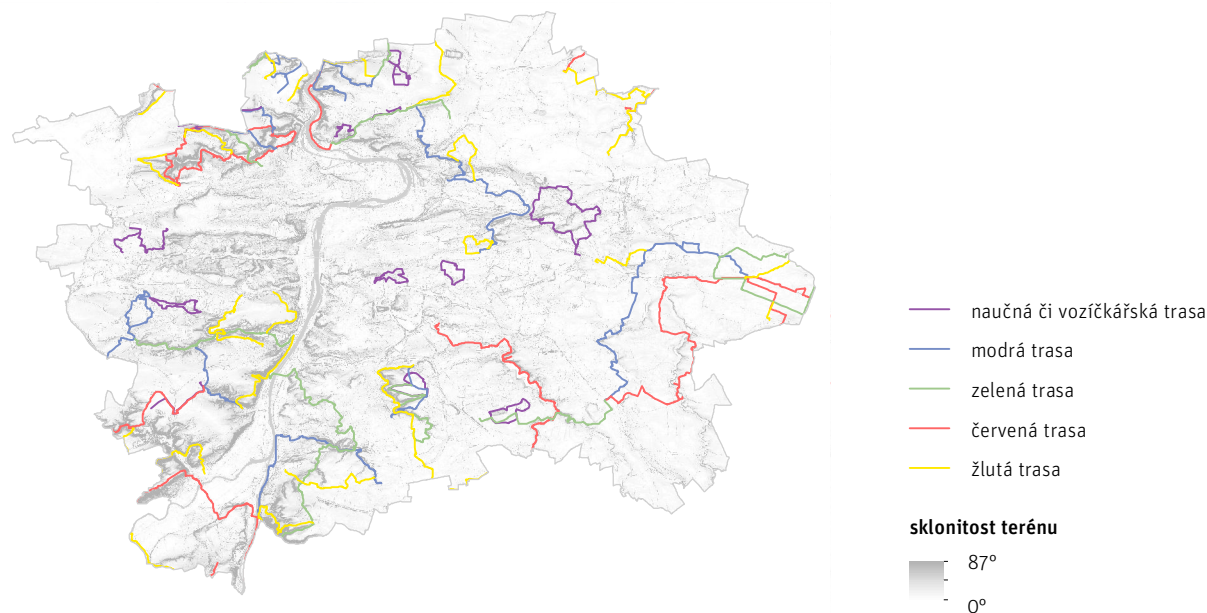 naučná či vozíčkářská trasa
modrá trasa
zelená trasa
červená trasa
žlutá trasa
sklonitost terénu
87°
0°